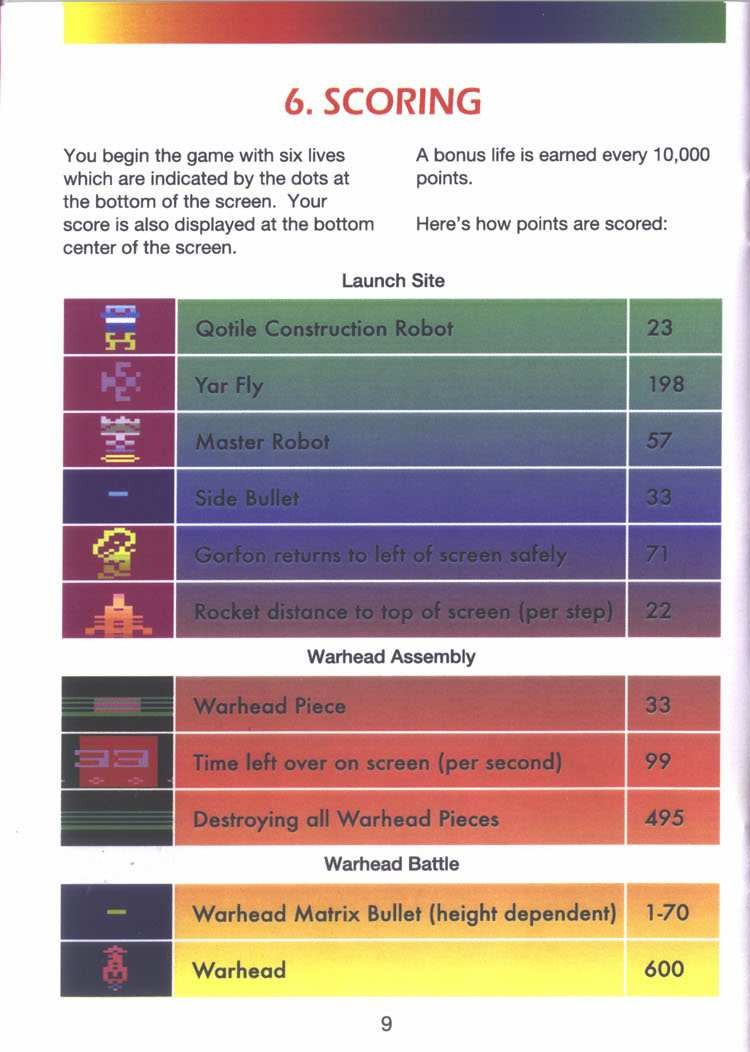 6. SCORING
You begin the game with six lives
which are indicated by the dots at
the bottom of the screen. Your
score is also displayed at the bottom
center of the screen.
A bonus life is earned every 10,000
points.
Here's how points are scored:
Launch Site
Qotile Construction Robot 23
Yar Fly 198
Master Robot 57
Side Bullet 33
Gorfon returns to left of screen safely 71
Rocket distance to top of screen (per step) 22
Warhead Assembly
Warhead Piece 33
33 Time left over on screen (per second) 99
Destroying all Warhead Pieces 495
Warhead Battle
Warhead Matrix Bullet (height dependent) 1-70
Warhead 600
9